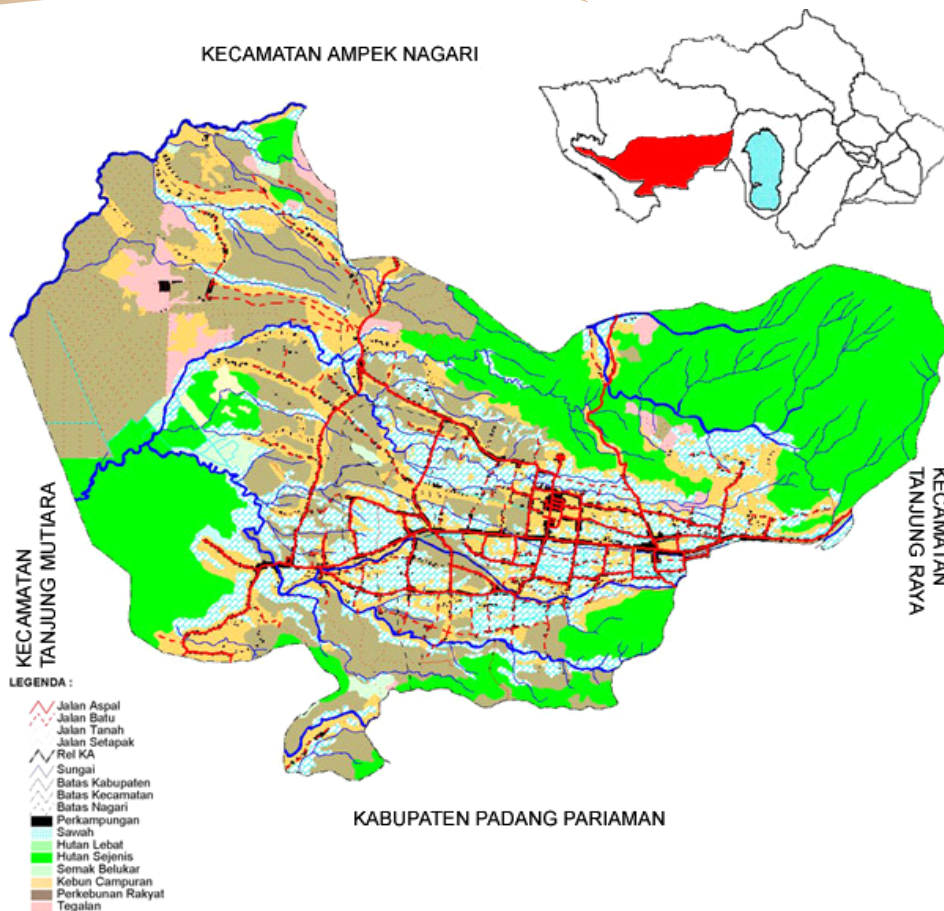 KECAMATAN AMPEK NAGARI
KECAMATAN
TANJUNG MUTIARA
KECAMATAN
TANJUNG RAYA
LEGENDA :
Jalan Aspal
Jalan Batu
Jalan Tanah
Jalan Setapak
Rel KA
Sungai
Batas Kabupaten
Batas Kecamatan
Batas Nagari
Perkampungan
Sawah
Hutan Lebat
Hutan Sejenis
Semak Belukar
Kebun Campuran
Perkebunan Rakyat
Tegalan
KABUPATEN PADANG PARIAMAN